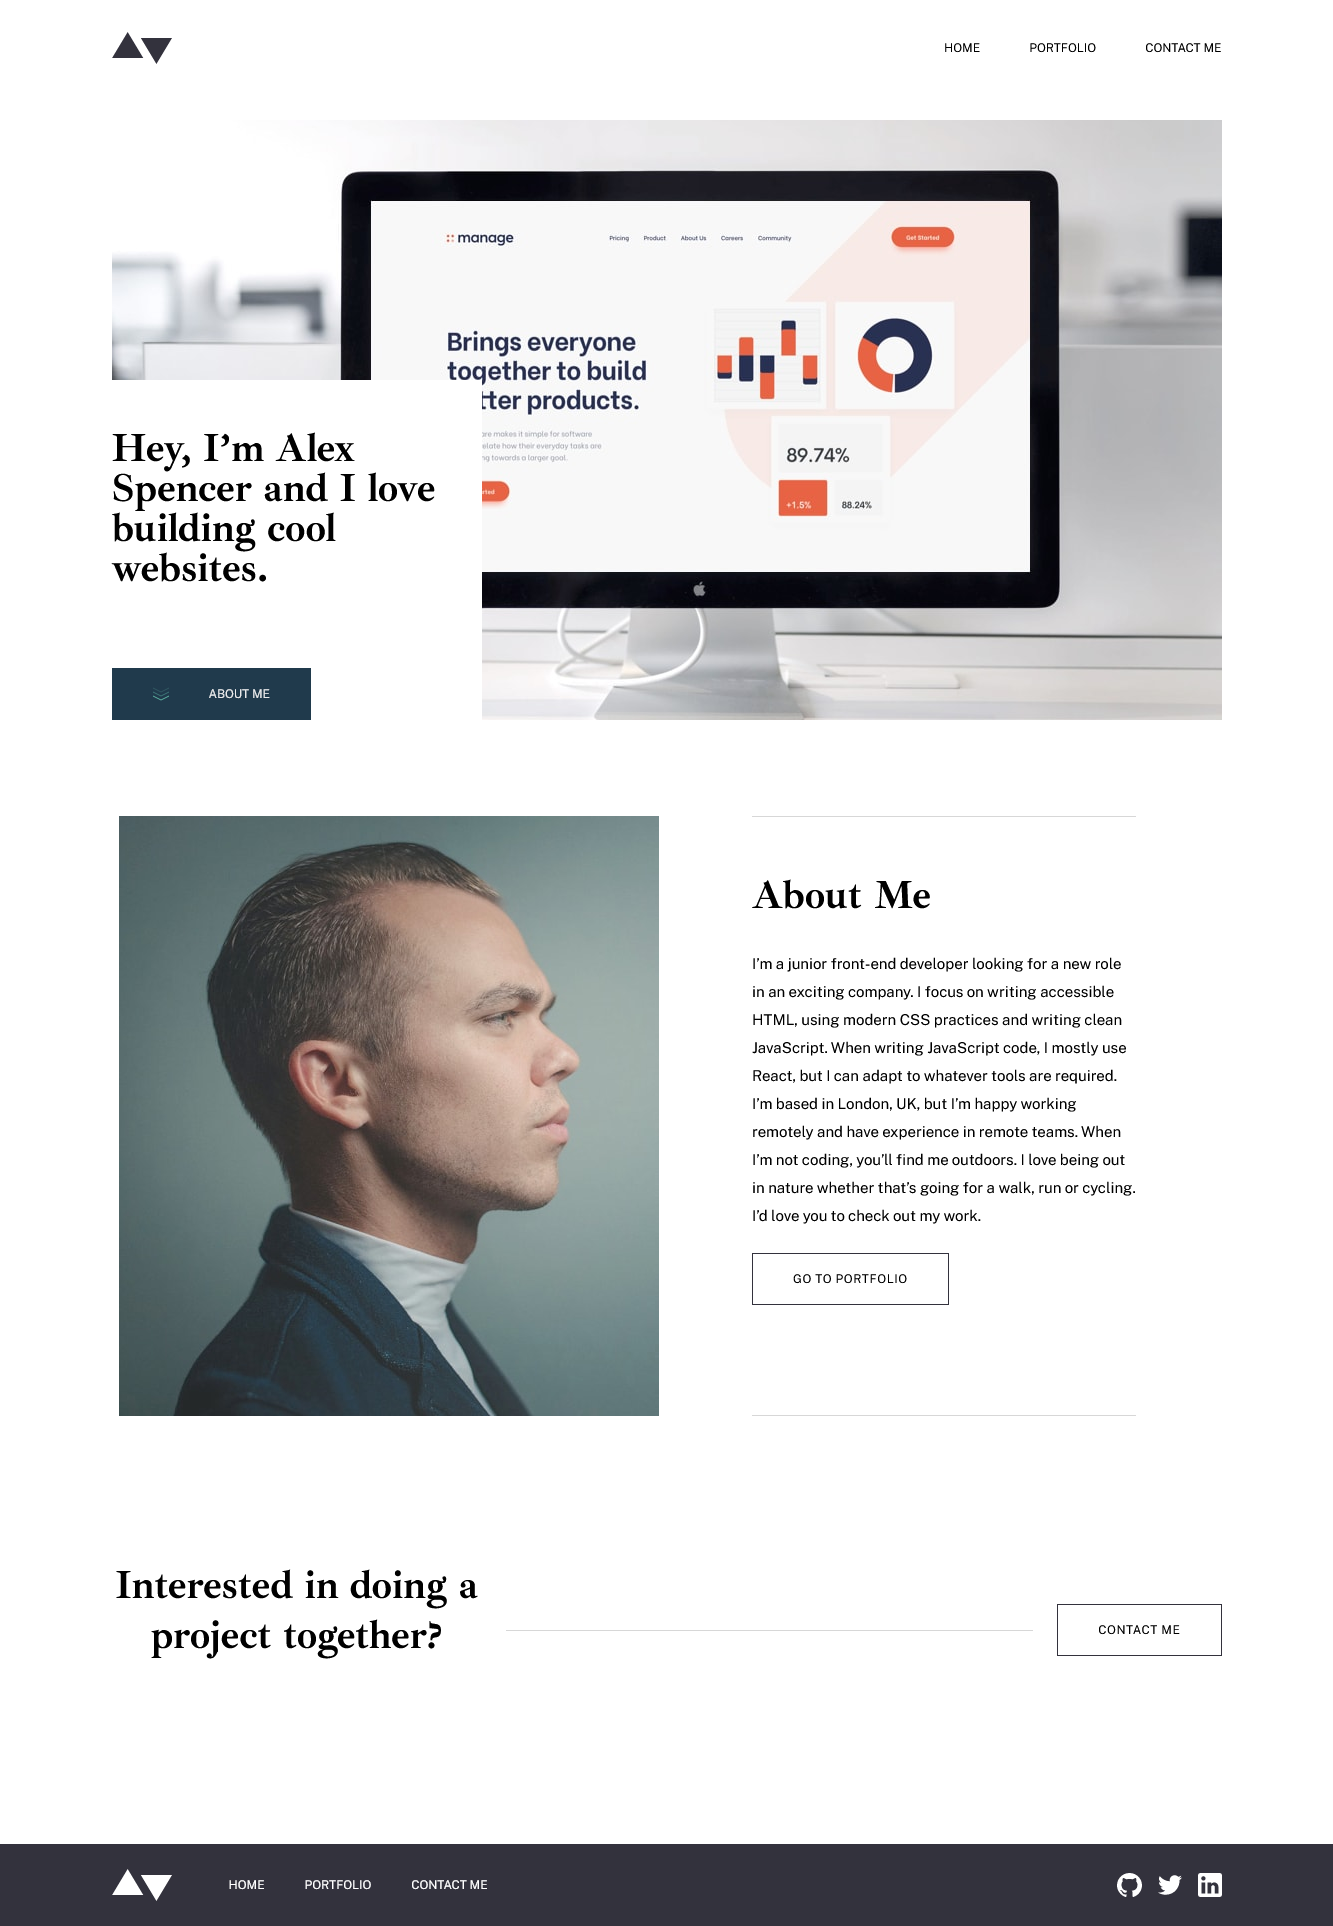 HOME PORTFOLIO CONTACT ME
manage Pricing Product About Us Careers Community Get Started
Brings everyone
together to build
tter products.
are makes it simple for software
elate how their everyday tasks are
ng towards a larger goal.
89.74%
+1.5% 88.24%
Hey, I’m Alex
Spencer and I love
building cool
websites.
ABOUT ME
About Me
I’m a junior front-end developer looking for a new role
in an exciting company. I focus on writing accessible
HTML, using modern CSS practices and writing clean
JavaScript. When writing JavaScript code, I mostly use
React, but I can adapt to whatever tools are required.
I’m based in London, UK, but I’m happy working
remotely and have experience in remote teams. When
I’m not coding, you’ll find me outdoors. I love being out
in nature whether that’s going for a walk, run or cycling.
I’d love you to check out my work.
GO TO PORTFOLIO
Interested in doing a
project together?
CONTACT ME
HOME PORTFOLIO CONTACT ME